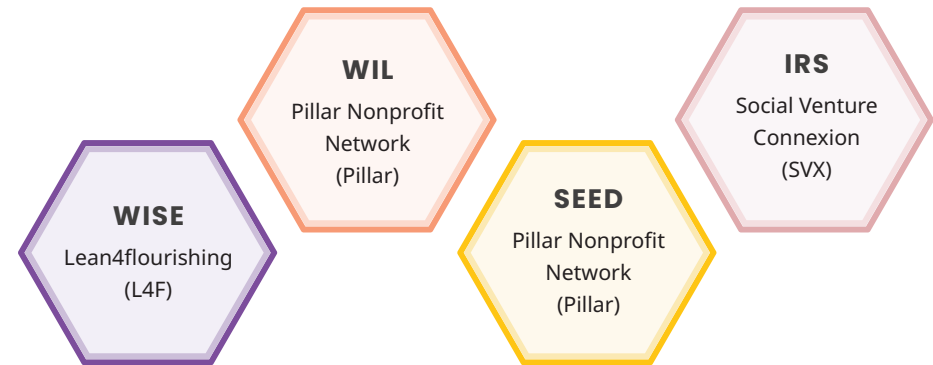 WISE
Lean4flourishing
(L4F)
WIL
Pillar Nonprofit
Network
(Pillar)
SEED
Pillar Nonprofit
Network
(Pillar)
IRS
Social Venture
Connexion
(SVX)